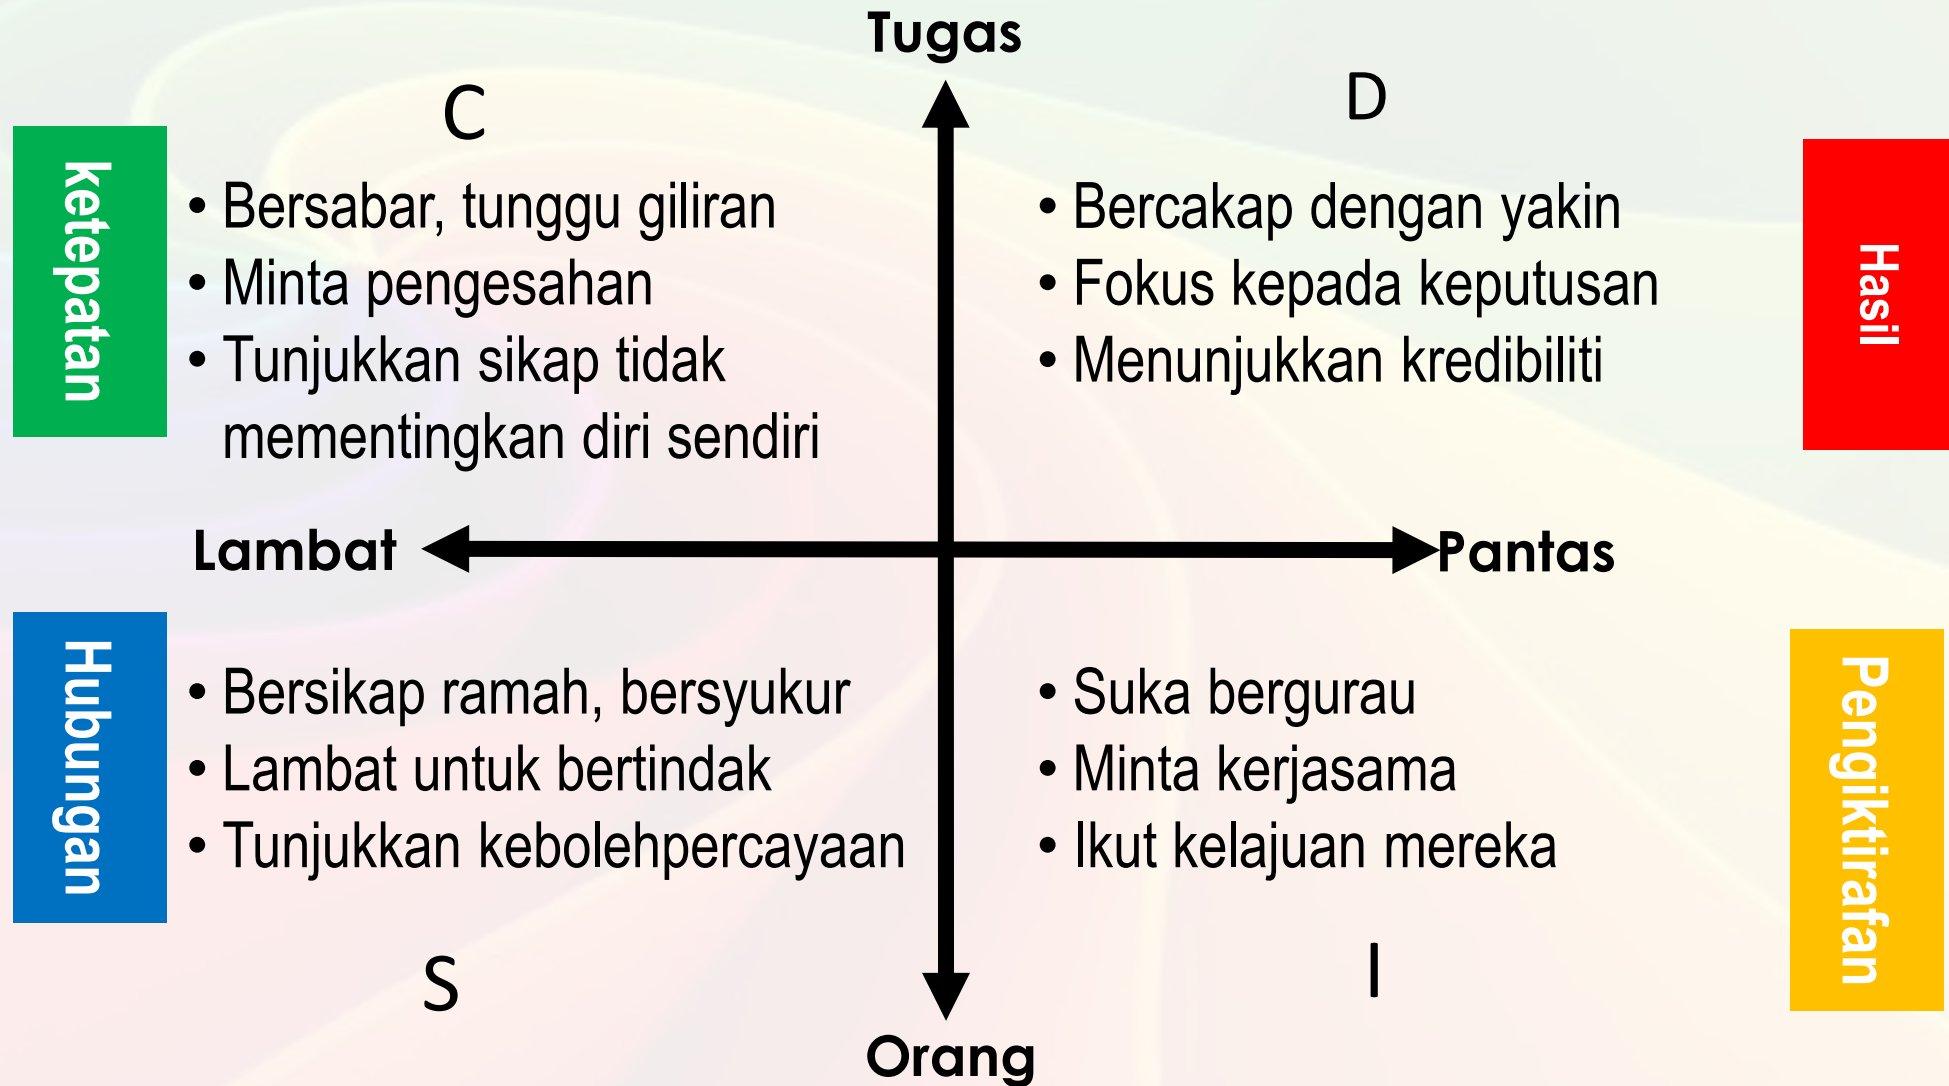 Tugas
C
ketepatan
• Bersabar, tunggu giliran
• Minta pengesahan
• Tunjukkan sikap tidak
mementingkan diri sendiri
D
• Bercakap dengan yakin
• Fokus kepada keputusan
• Menunjukkan kredibiliti
Hasil
Lambat
Pantas
Hubungan
• Bersikap ramah, bersyukur
• Lambat untuk bertindak
• Tunjukkan kebolehpercayaan
S
• Suka bergurau
• Minta kerjasama
• Ikut kelajuan mereka
I
Pengiktirafan
Orang